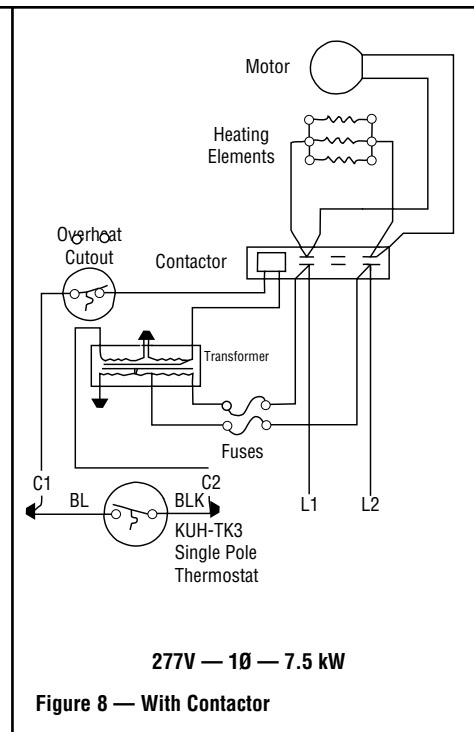 Motor
Heating
Elements
Overheat
Cutout
Contactor
Transformer
Fuses
C1
C2
BL
BLK
L1
L2
KUH-TK3
Single Pole
Thermostat
277V — 1Ø — 7.5 kW
Figure 8 — With Contactor